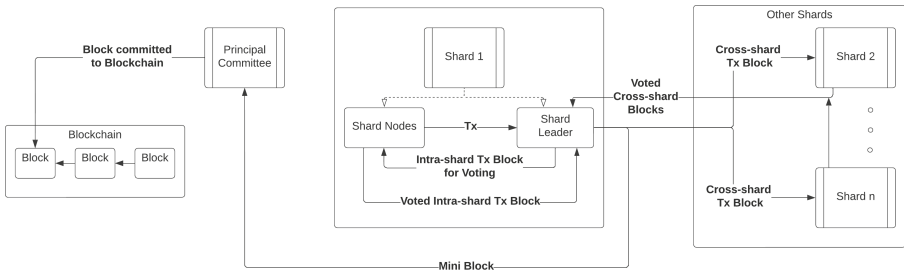 Block committed
to Blockchain
Principal
Committee
Blockchain
Block
Block
Block
Shard 1
Shard Nodes
Tx
Shard
Leader
Intra-shard Tx Block
for Voting
Voted Intra-shard Tx Block
Mini Block
Voted
Cross-shard
Blocks
Other Shards
Cross-shard
Tx Block
Shard 2
Cross-shard
Tx Block
Shard n